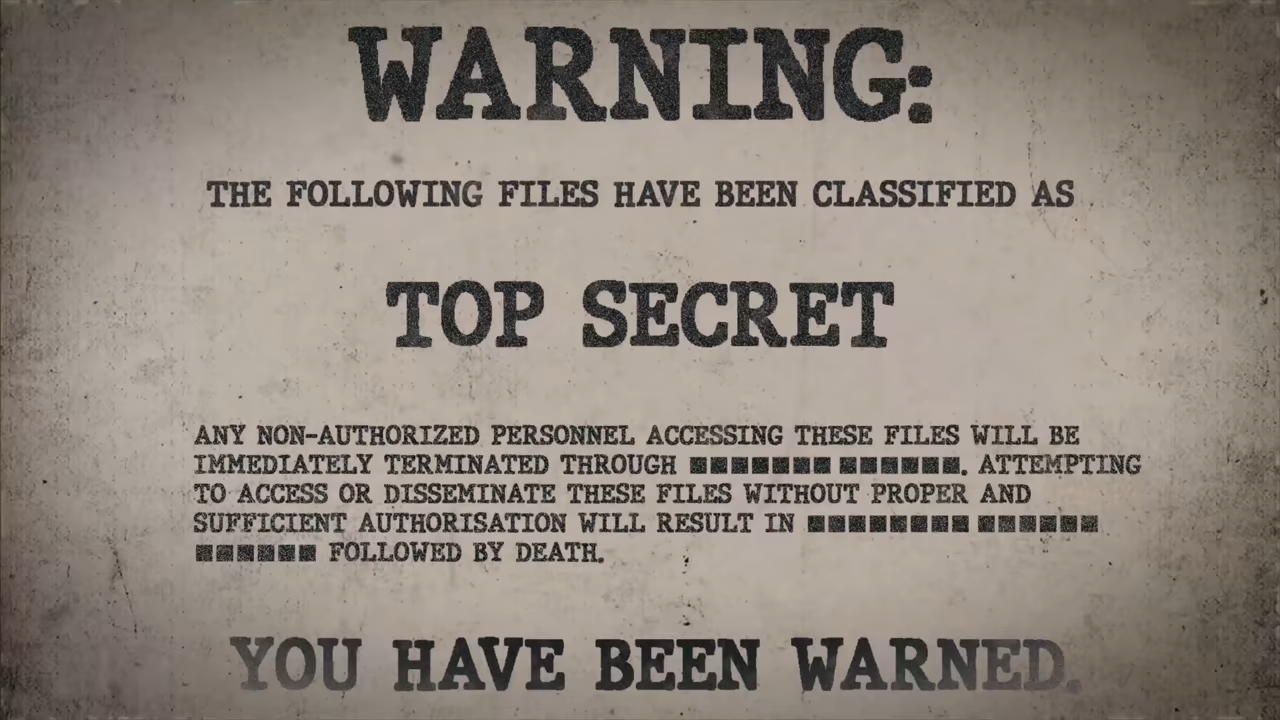 WARNING:
THE FOLLOWING FILES HAVE BEEN CLASSIFIED AS
TOP SECRET
ANY NON-AUTHORIZED PERSONNEL ACCESSING THESE FILES WILL BE
IMMEDIATELY TERMINATED THROUGH ■■■■■■■ ■■■■■■. ATTEMPTING
TO ACCESS OR DISSEMINATE THESE FILES WITHOUT PROPER AND
SUFFICIENT AUTHORISATION WILL RESULT IN ■■■■■■■■ ■■■■■■
■■■■■■ FOLLOWED BY DEATH.
YOU HAVE BEEN WARNED.